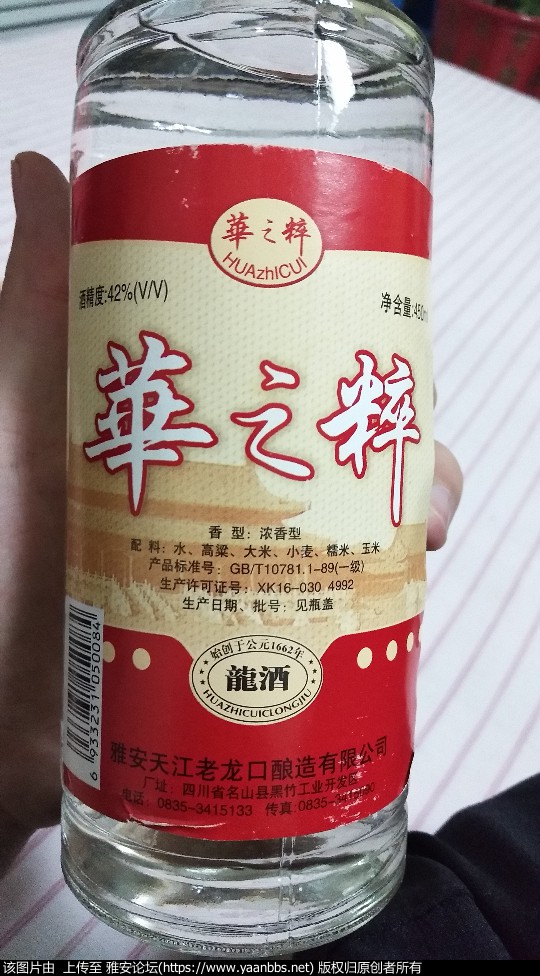 華之粹
HUAzhICUI
酒精度:42%(V/V)
净含量:450m
華之粹
香 型: 浓香型
配 料: 水、高粱、大米、小麦、糯米、玉米
产品标准号: GB/T10781.1-89(一级)
生产许可证号: XK16-030 4992
生产日期、批号: 见瓶盖
始创于公元1662年
龍酒
HUAZHICUICLONGJIU
6 933231 050084
雅安天江老龙口酿造有限公司
厂址: 四川省名山县黑竹工业开发区
电话: 0835-3415133 传真:0835-
该图片由 上传至 雅安论坛(https://www.yaanbbs.net) 版权归原创者所有